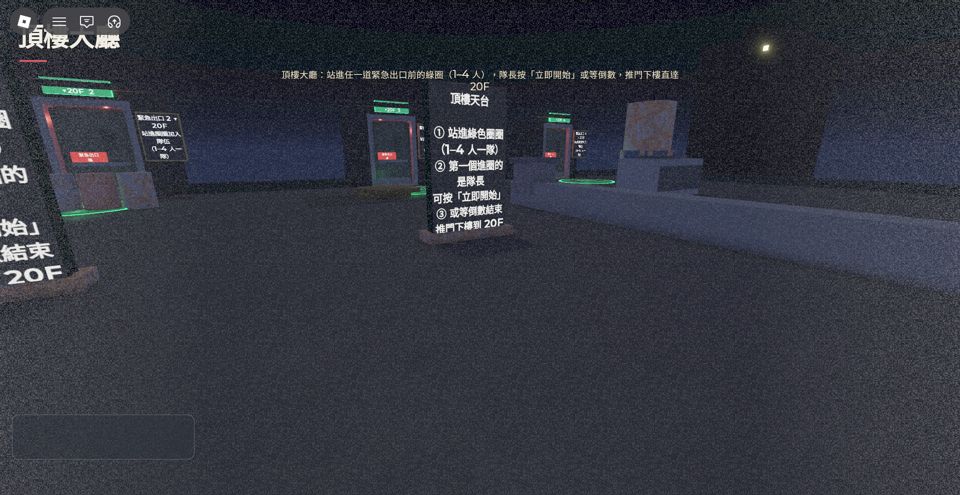 頂樓大廳
頂樓大廳：站進任一道緊急出口前的綠圈（1–4 人），隊長按「立即開始」或等倒數，推門下樓直達
20F
+20F 2
緊急出口 2 →
20F
站進圈圈加入
隊伍
（1–4 人一
隊）
緊急出口
頂樓天台
① 站進綠色圈圈
（1–4 人一隊）
② 第一個進圈的
是隊長
可按「立即開始」
③ 或等倒數結束
推門下樓到 20F
圈
的
始」
結束
20F